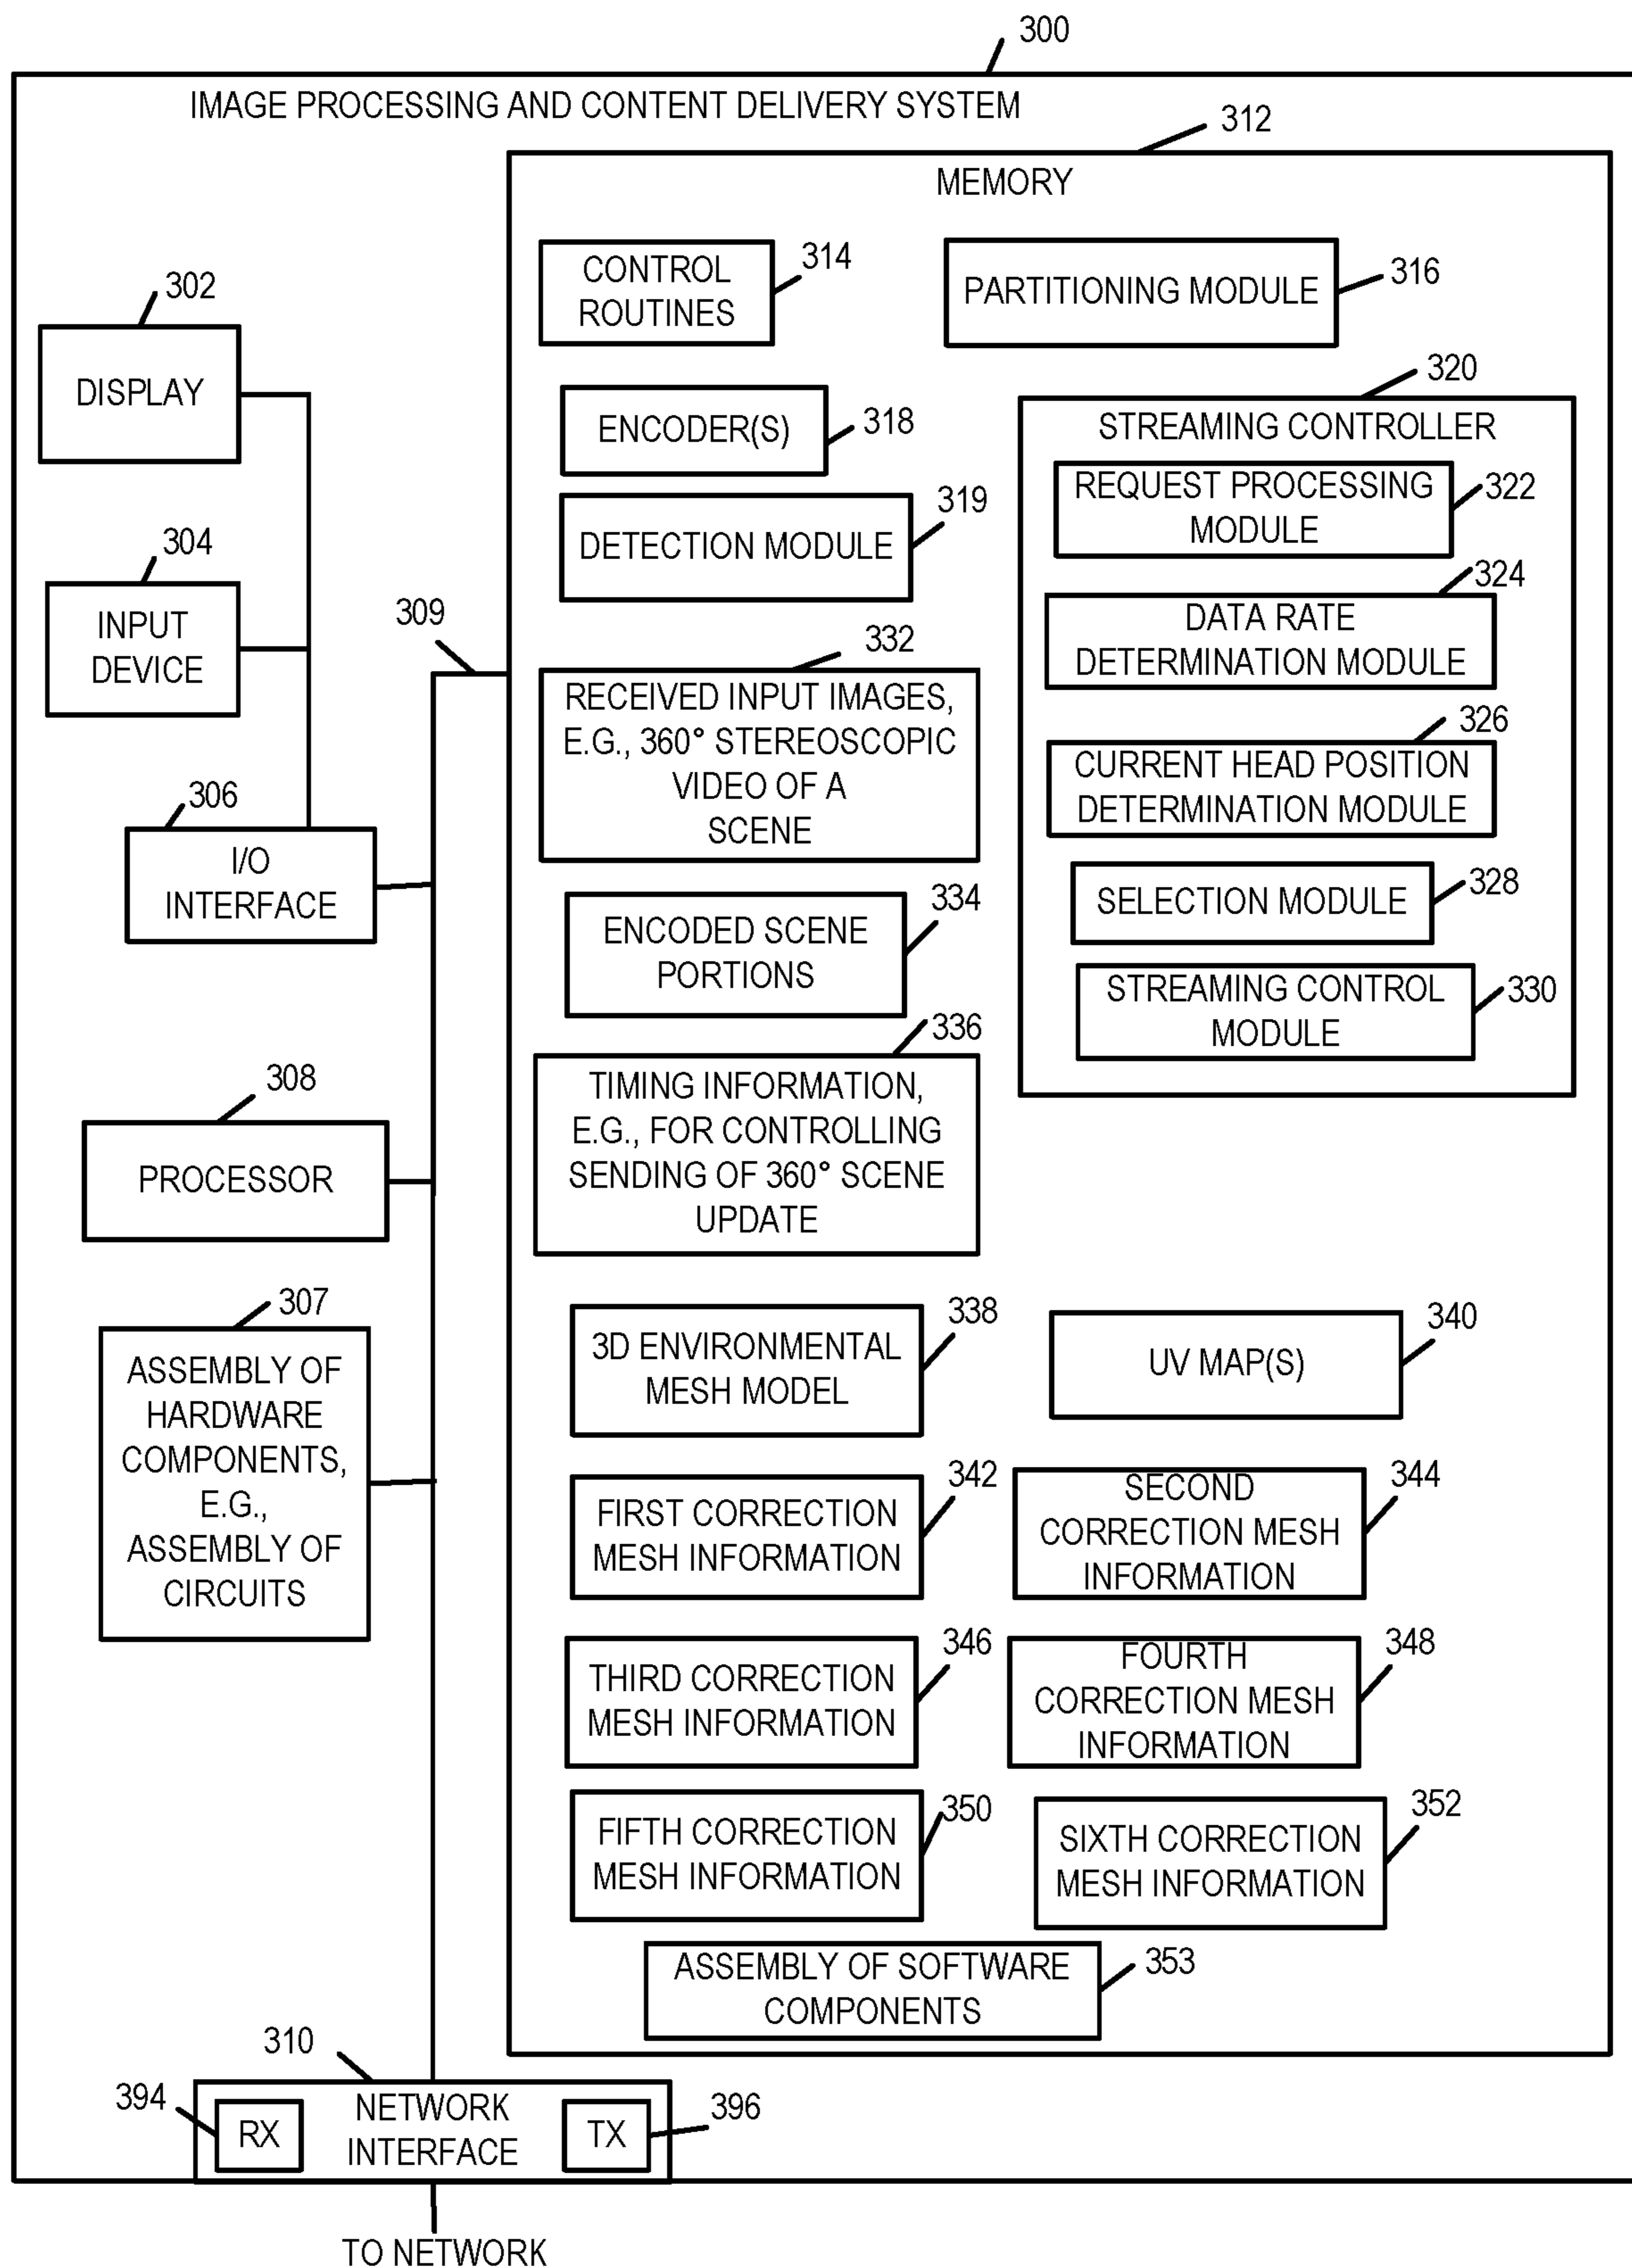 300
IMAGE PROCESSING AND CONTENT DELIVERY SYSTEM
312
MEMORY
CONTROL
ROUTINES
314
PARTITIONING MODULE
316
302
DISPLAY
ENCODER(S)
318
DETECTION MODULE
319
320
STREAMING CONTROLLER
REQUEST PROCESSING
MODULE
322
324
DATA RATE
DETERMINATION MODULE
326
CURRENT HEAD POSITION
DETERMINATION MODULE
SELECTION MODULE
328
STREAMING CONTROL
MODULE
330
304
INPUT
DEVICE
309
332
RECEIVED INPUT IMAGES,
E.G., 360° STEREOSCOPIC
VIDEO OF A
SCENE
306
I/O
INTERFACE
334
ENCODED SCENE
PORTIONS
336
TIMING INFORMATION,
E.G., FOR CONTROLLING
SENDING OF 360° SCENE
UPDATE
308
PROCESSOR
307
ASSEMBLY OF
HARDWARE
COMPONENTS,
E.G.,
ASSEMBLY OF
CIRCUITS
3D ENVIRONMENTAL
MESH MODEL
338
UV MAP(S)
340
FIRST CORRECTION
MESH INFORMATION
342
SECOND
CORRECTION MESH
INFORMATION
344
THIRD CORRECTION
MESH INFORMATION
346
FOURTH
CORRECTION MESH
INFORMATION
348
FIFTH CORRECTION
MESH INFORMATION
350
SIXTH CORRECTION
MESH INFORMATION
352
ASSEMBLY OF SOFTWARE
COMPONENTS
353
310
394
RX
NETWORK
INTERFACE
TX
396
TO NETWORK